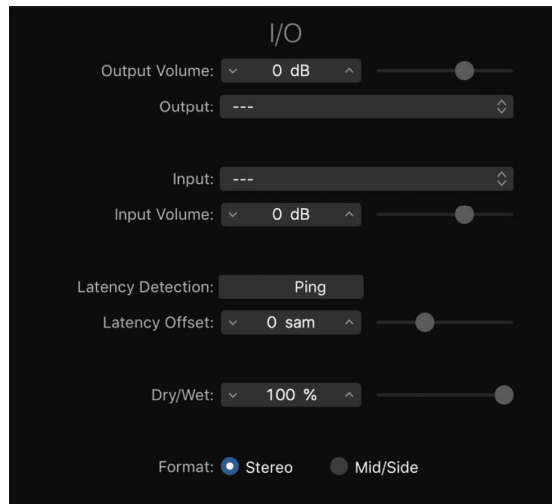 I/O
Output Volume: 0 dB
Output: ---
Input: ---
Input Volume: 0 dB
Latency Detection: Ping
Latency Offset: 0 sam
Dry/Wet: 100 %
Format: Stereo Mid/Side